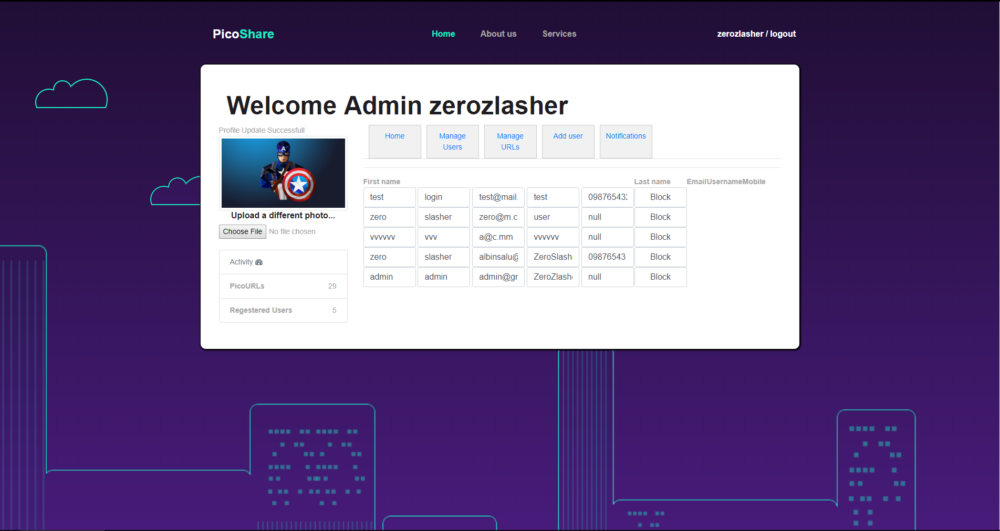 PicoShare
Home About us Services
zerozlasher / logout
Welcome Admin zerozlasher
Profile Update Successfull
A
Upload a different photo...
Choose File No file chosen
Activity
PicoURLs 29
Regestered Users 5
Home
Manage Users
Manage URLs
Add user
Notifications
First name Last name EmailUsernameMobile
test login test@mail. test 098765432 Block
zero slasher zero@m.c user null Block
vvvvvv vvv a@c.mm vvvvvv null Block
zero slasher albinsalu@ ZeroSlash 09876543 Block
admin admin admin@gr ZeroZlash null Block